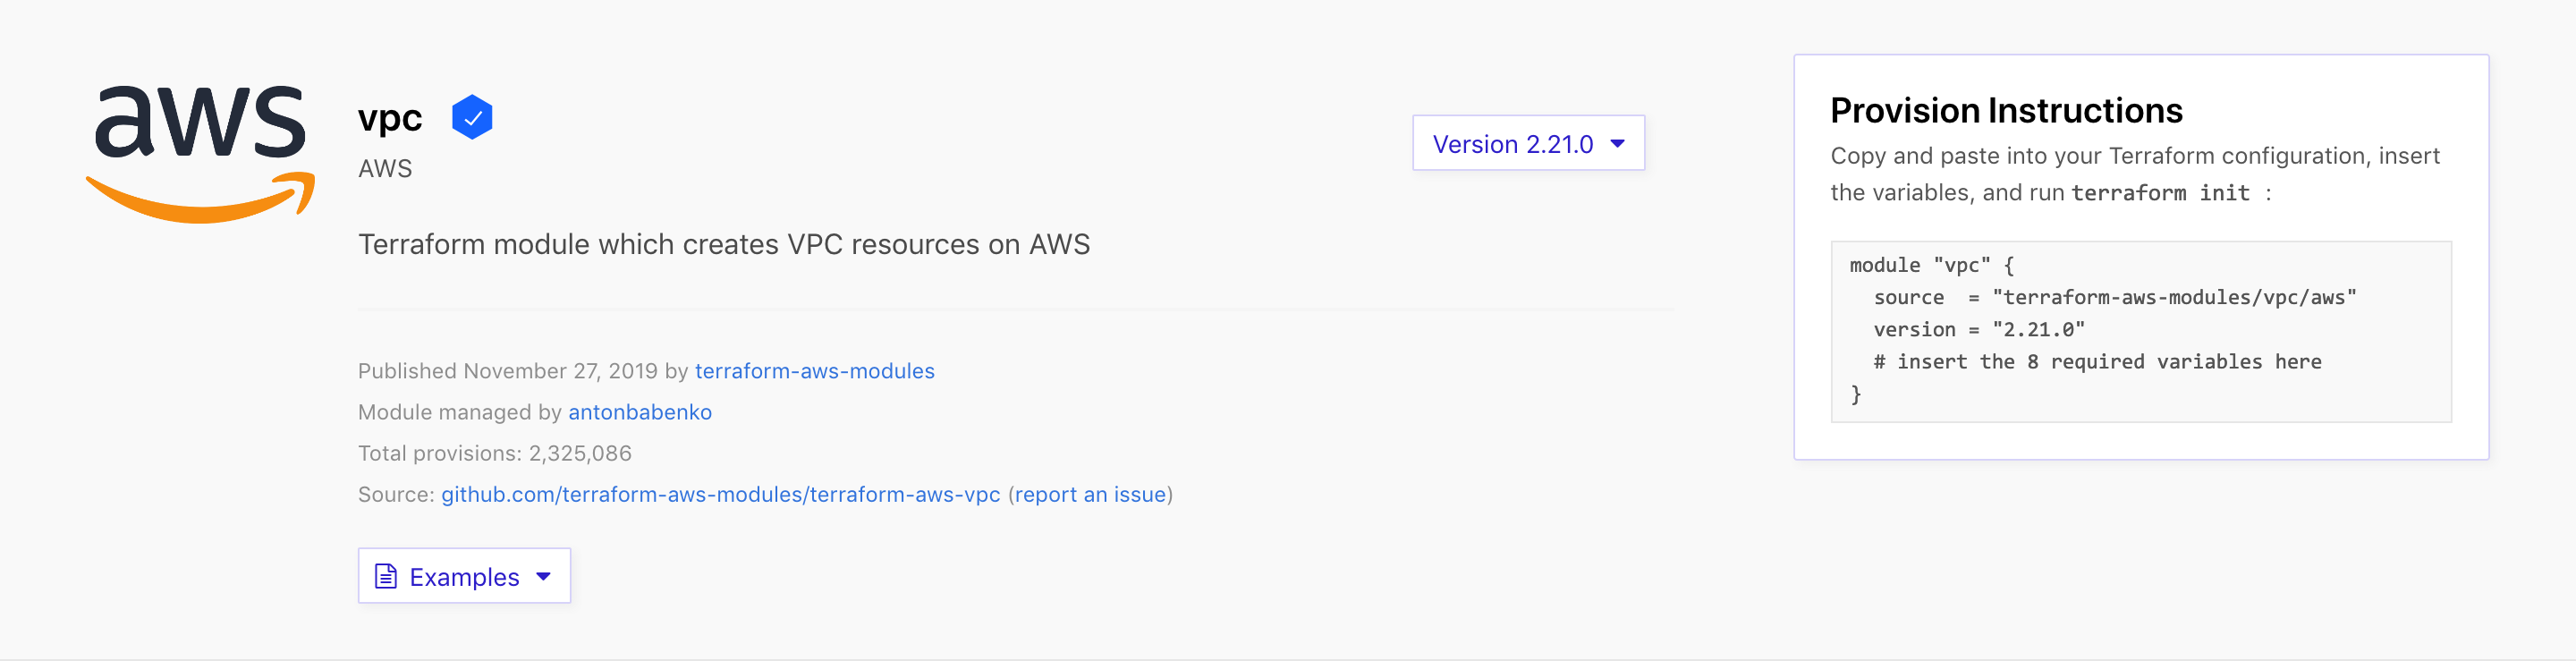 aws
vpc
AWS
Version 2.21.0
Terraform module which creates VPC resources on AWS
Published November 27, 2019 by terraform-aws-modules
Module managed by antonbabenko
Total provisions: 2,325,086
Source: github.com/terraform-aws-modules/terraform-aws-vpc (report an issue)
Examples
Provision Instructions
Copy and paste into your Terraform configuration, insert
the variables, and run terraform init :
module "vpc" {
  source  = "terraform-aws-modules/vpc/aws"
  version = "2.21.0"
  # insert the 8 required variables here
}